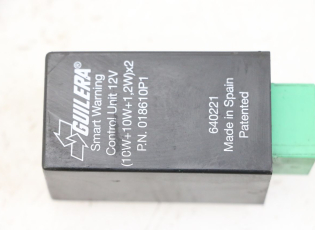 GUILERA®
Smart Warning
Control Unit 12V
(10W+10W+1,2W)x2
P.N. 018610P1
640221
Made in Spain
Patented